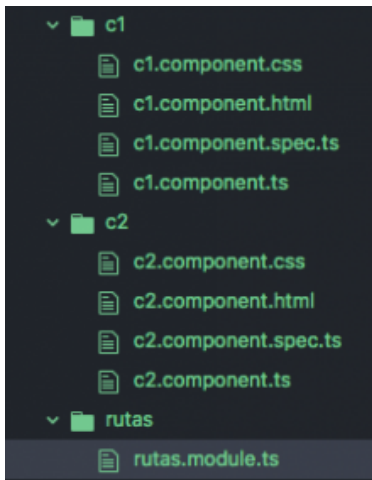 c1
c1.component.css
c1.component.html
c1.component.spec.ts
c1.component.ts
c2
c2.component.css
c2.component.html
c2.component.spec.ts
c2.component.ts
rutas
rutas.module.ts